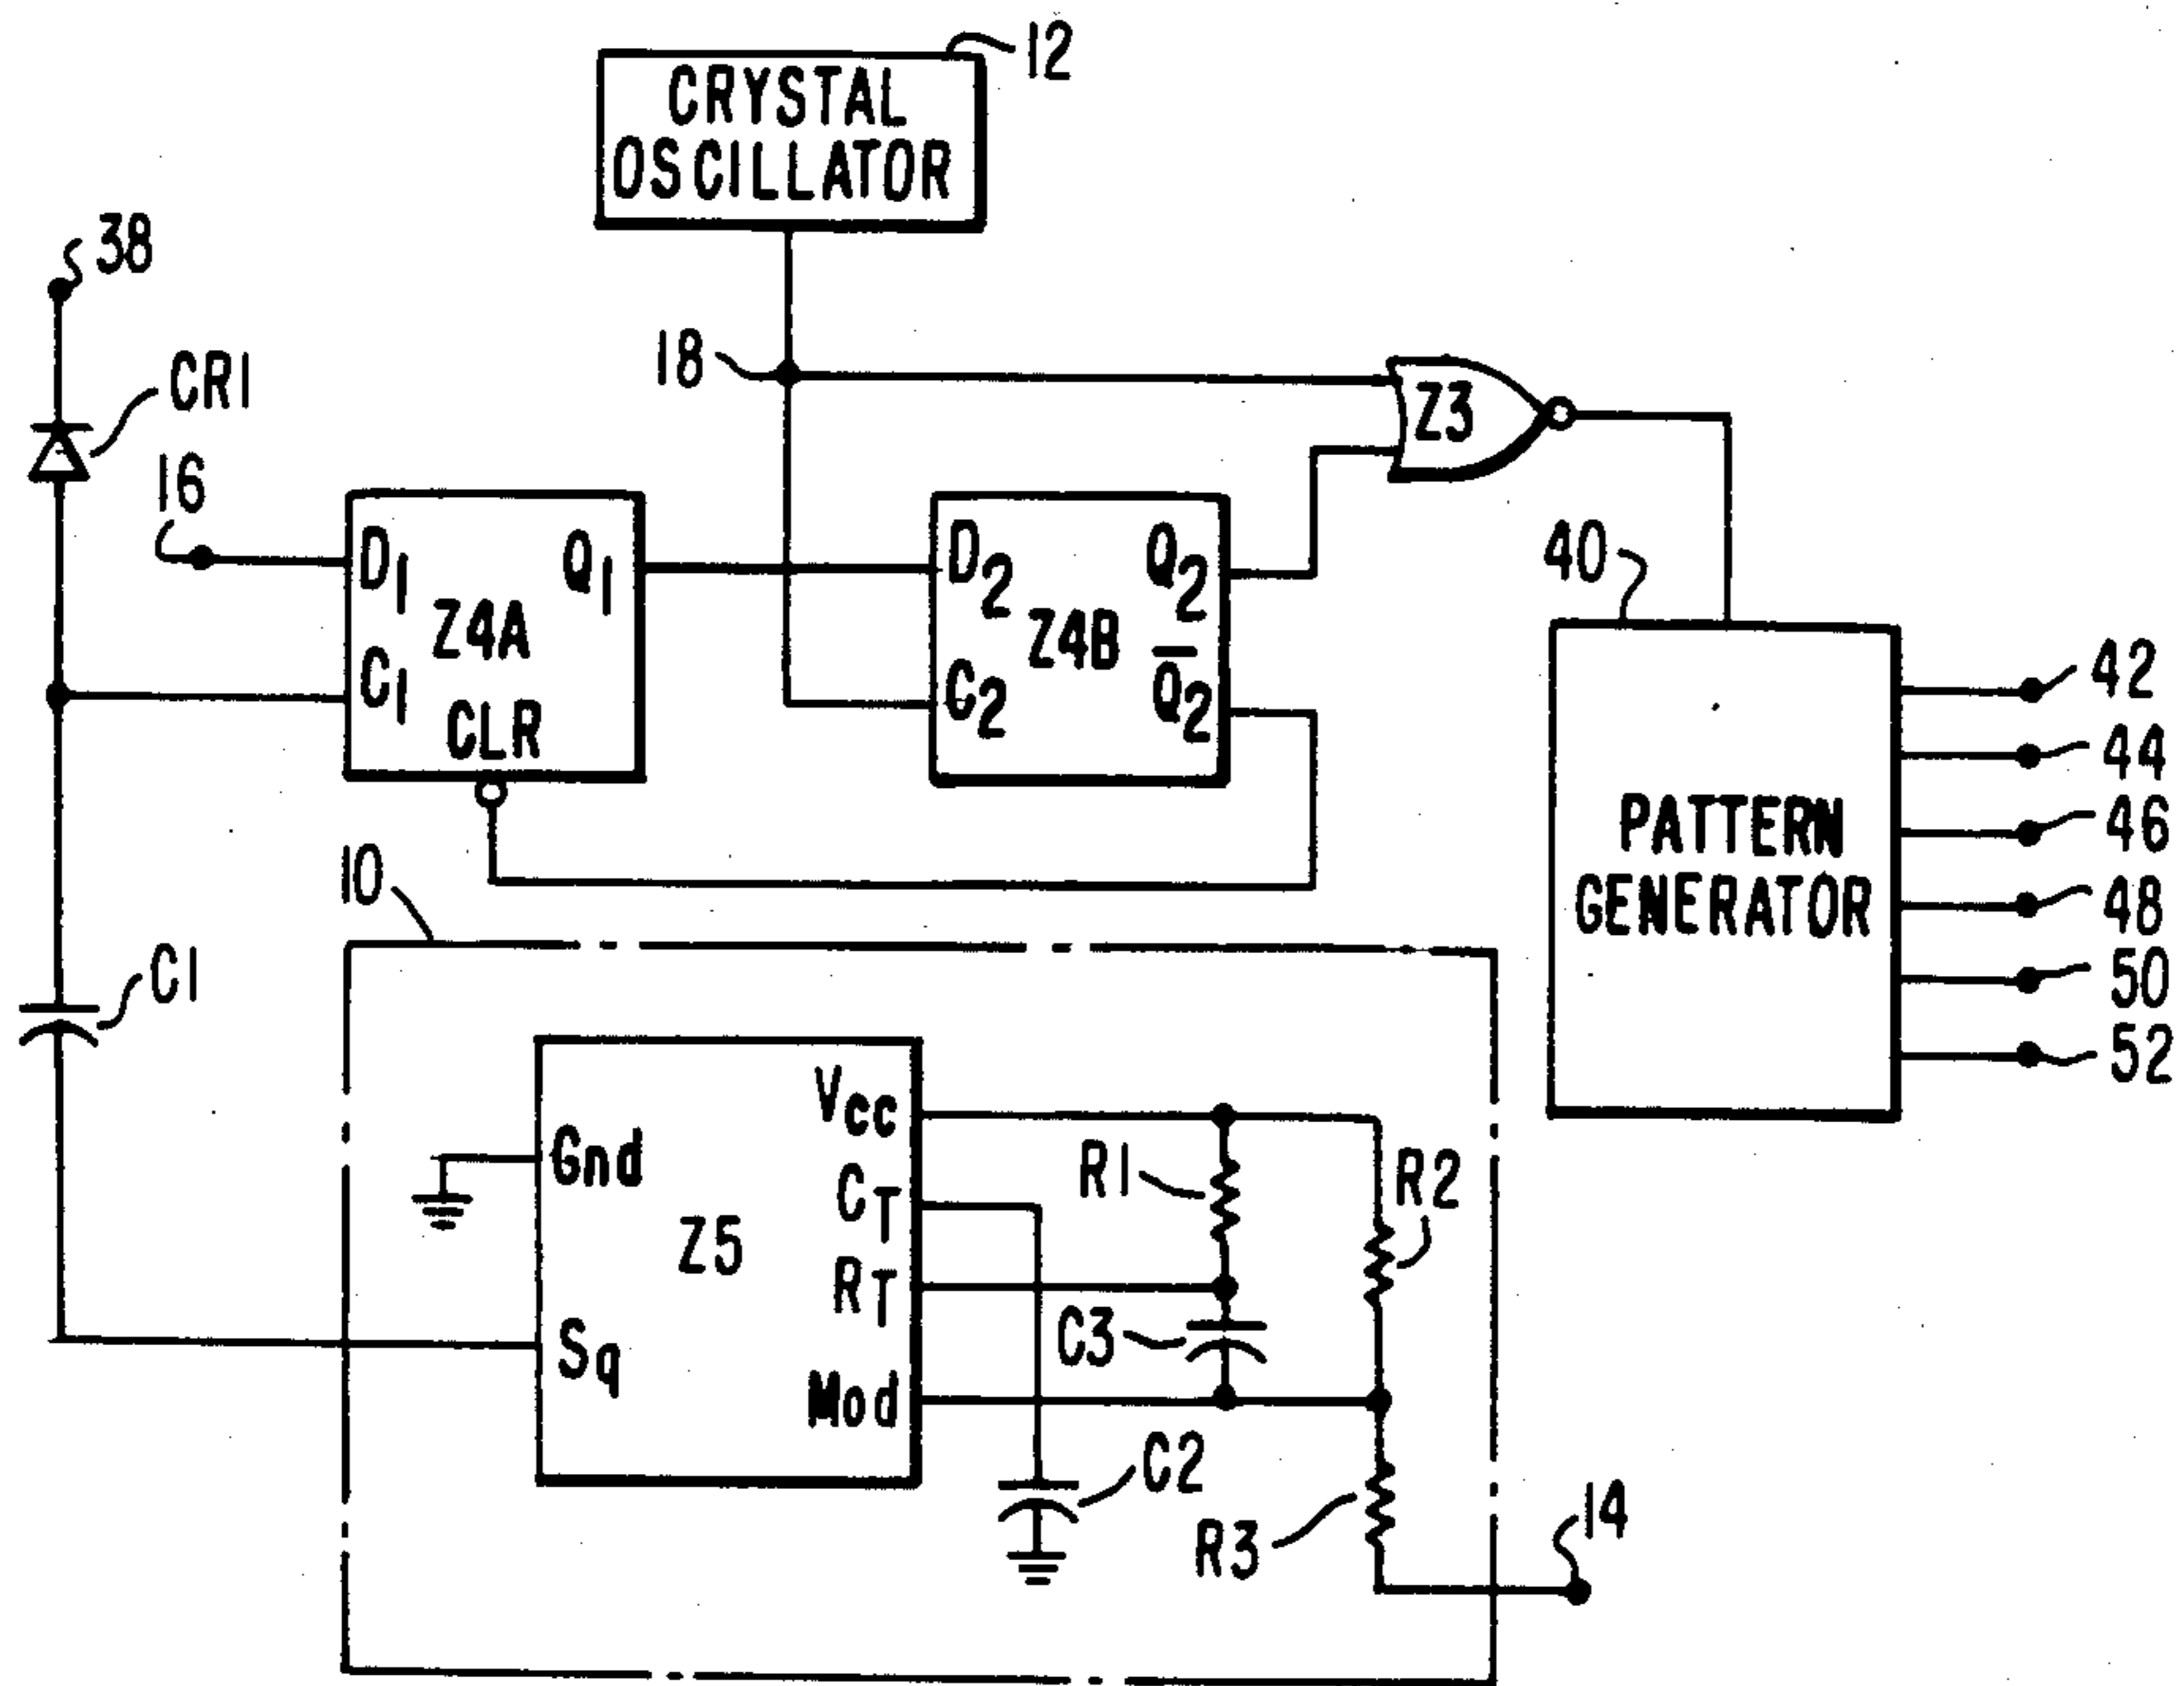 12
CRYSTAL
OSCILLATOR
38
18
CR1
Z3
16
D1
Q1
D2
Q2
40
Z4A
Z4B
C1
C2
Q̅2
CLR
42
44
46
48
50
52
PATTERN
GENERATOR
10
C1
Vcc
Gnd
R1
R2
CT
Z5
RT
C3
Sq
Mod
C2
R3
14